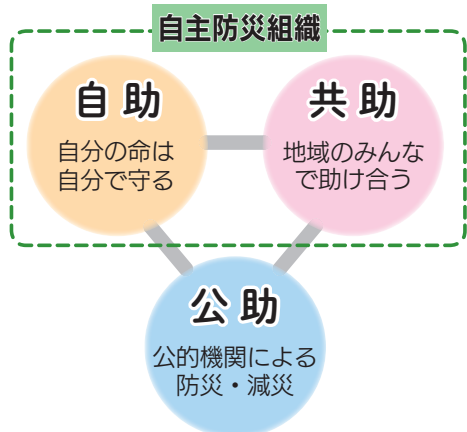 自主防災組織
自助
自分の命は
自分で守る
共助
地域のみんな
で助け合う
公助
公的機関による
防災・減災